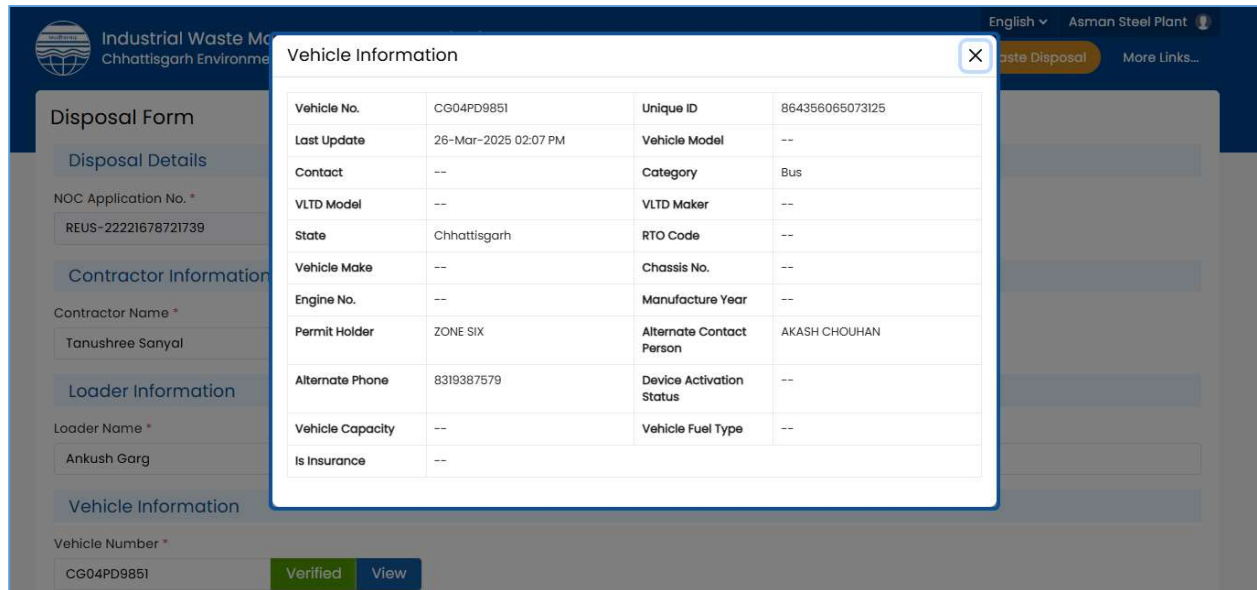 English
Asman Steel Plant
Industrial Waste
Chhattisgarh
More Links...
Vehicle Information
Disposal Form
Disposal Details
NOC Application No. *
REUS-22221678721739
Contractor Information
Contractor Name *
Tanushree Sanyal
Loader Information
Loader Name *
Ankush Garg
Vehicle Information
Vehicle Number *
CG04PD9851 Verified View
Vehicle No. CG04PD9851 Unique ID 864356065073125
Last Update 26-Mar-2025 02:07 PM Vehicle Model --
Contact -- Category Bus
VLTD Model -- VLTD Maker --
State Chhattisgarh RTO Code --
Vehicle Make -- Chassis No. --
Engine No. -- Manufacture Year --
Permit Holder ZONE SIX Alternate Contact Person AKASH CHOUHAN
Alternate Phone 8319387579 Device Activation Status --
Vehicle Capacity -- Vehicle Fuel Type --
Is Insurance --